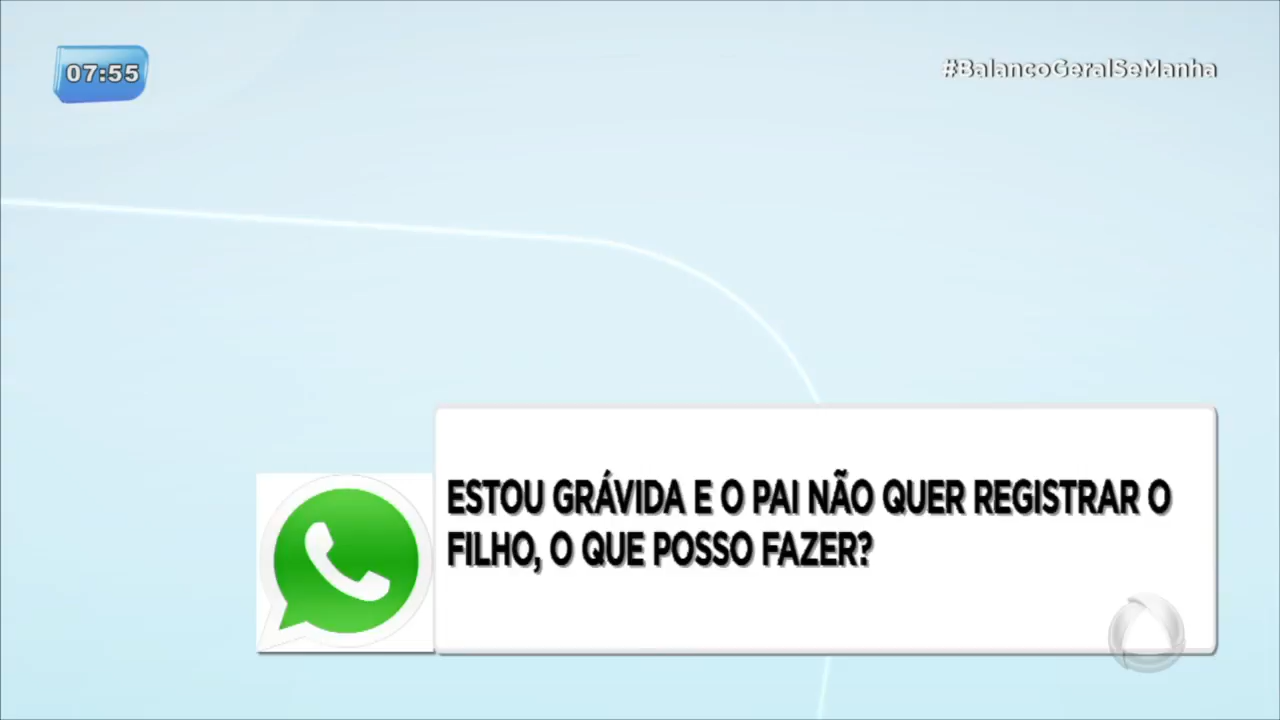 07:55
#BalancoGeralSeManha
ESTOU GRÁVIDA E O PAI NÃO QUER REGISTRAR O
FILHO, O QUE POSSO FAZER?